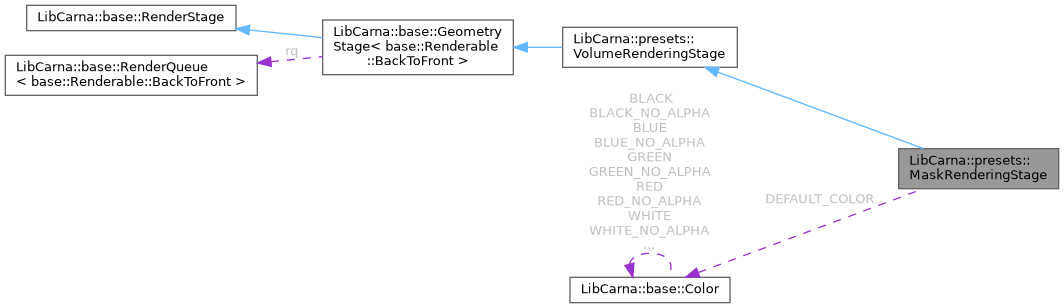 LibCarna::base::RenderStage
LibCarna::base::RenderQueue
< base::Renderable::BackToFront >
rq
LibCarna::base::Geometry
Stage< base::Renderable
::BackToFront >
LibCarna::presets::
VolumeRenderingStage
BLACK
BLACK_NO_ALPHA
BLUE
BLUE_NO_ALPHA
GREEN
GREEN_NO_ALPHA
RED
RED_NO_ALPHA
WHITE
WHITE_NO_ALPHA
...
LibCarna::presets::
MaskRenderingStage
DEFAULT_COLOR
LibCarna::base::Color